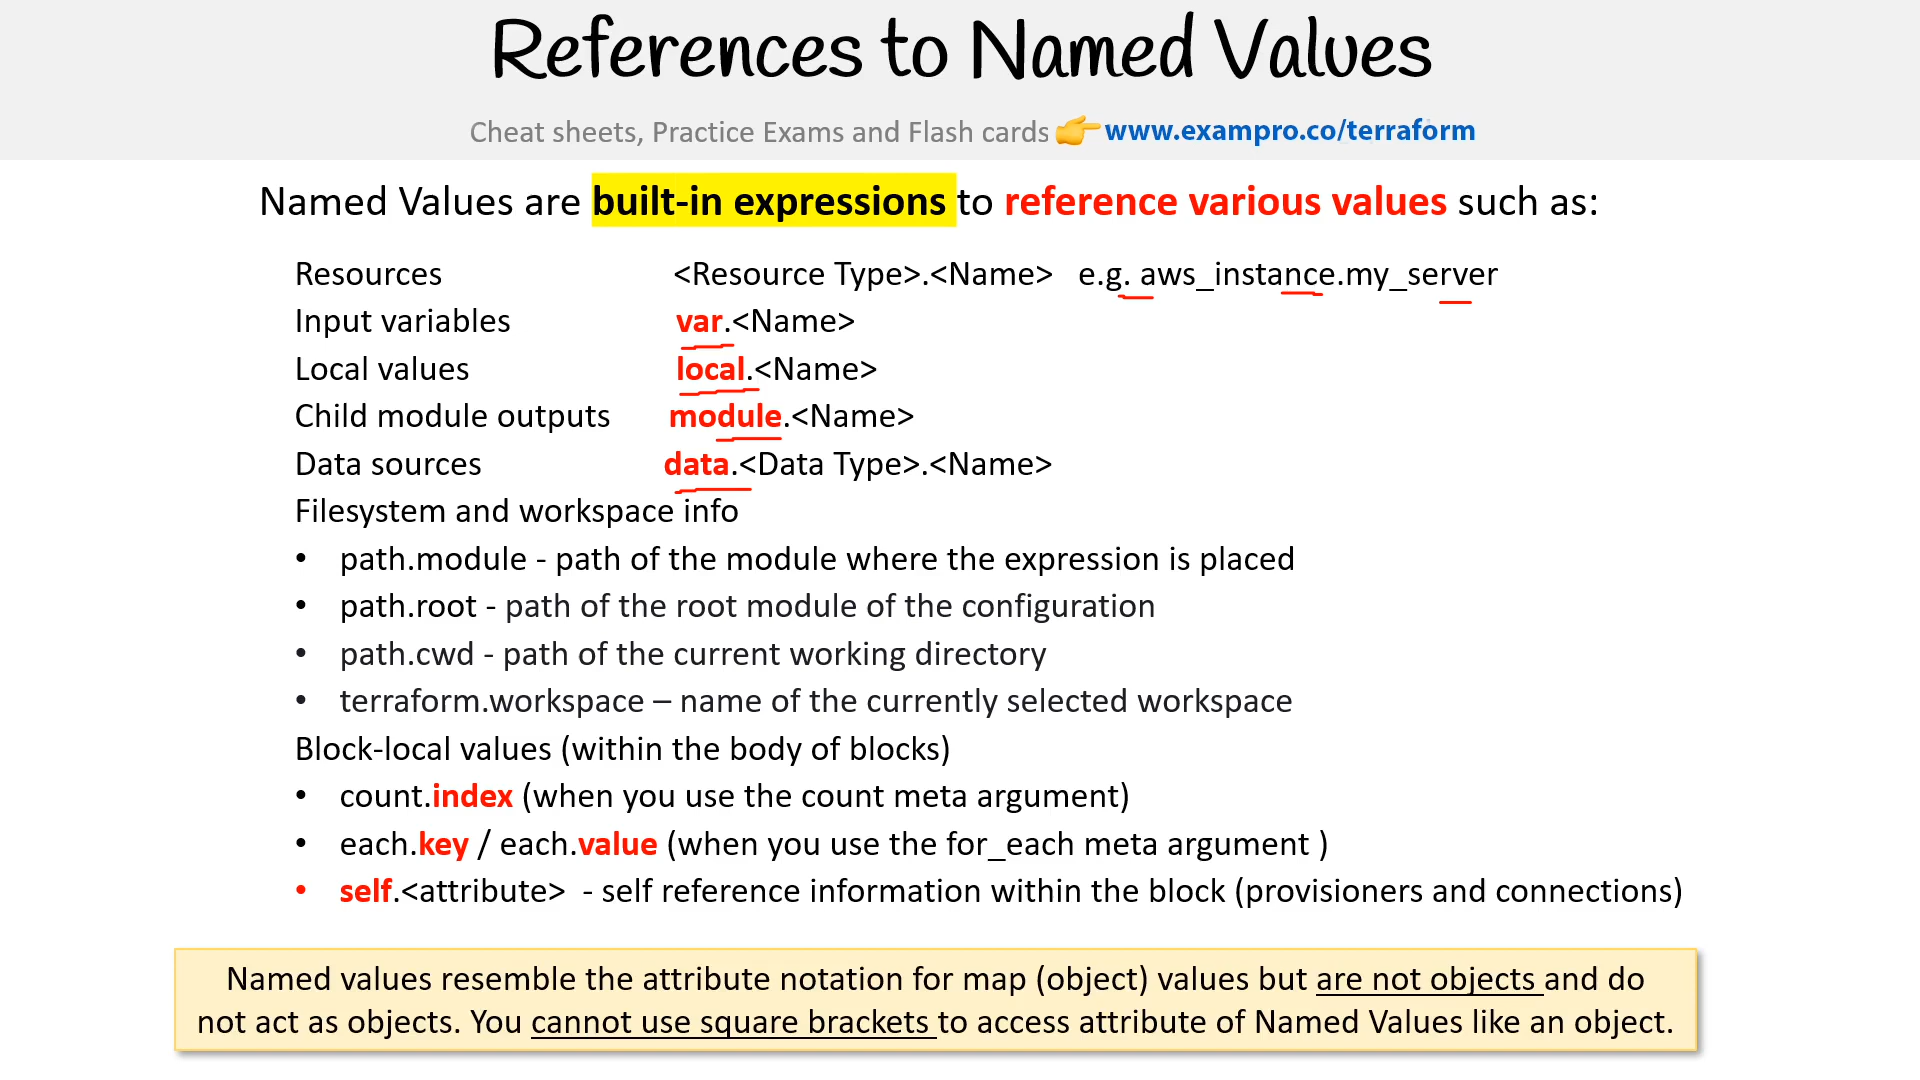 References to Named Values
Cheat sheets, Practice Exams and Flash cards 👉 www.exampro.co/terraform
Named Values are built-in expressions to reference various values such as:
Resources <Resource Type>.<Name> e.g. aws_instance.my_server
Input variables var.<Name>
Local values local.<Name>
Child module outputs module.<Name>
Data sources data.<Data Type>.<Name>
Filesystem and workspace info
• path.module - path of the module where the expression is placed
• path.root - path of the root module of the configuration
• path.cwd - path of the current working directory
• terraform.workspace – name of the currently selected workspace
Block-local values (within the body of blocks)
• count.index (when you use the count meta argument)
• each.key / each.value (when you use the for_each meta argument )
• self.<attribute> - self reference information within the block (provisioners and connections)
Named values resemble the attribute notation for map (object) values but are not objects and do
not act as objects. You cannot use square brackets to access attribute of Named Values like an object.